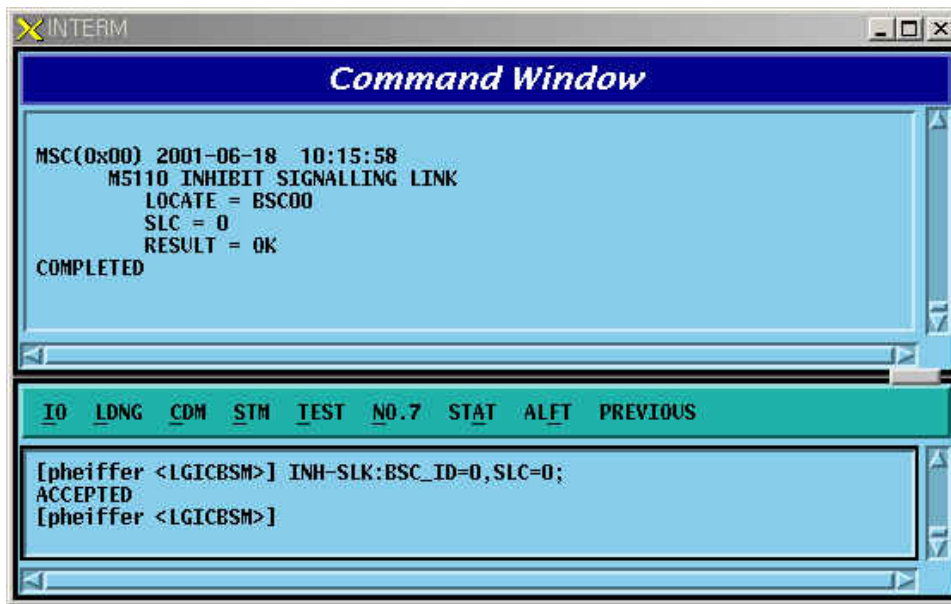 INTERM
Command Window
MSC(0x00) 2001-06-18 10:15:58
M5110 INHIBIT SIGNALLING LINK
LOCATE = BSC00
SLC = 0
RESULT = OK
COMPLETED
IO LDNG CDM STM TEST NO.7 STAT ALFT PREVIOUS
[pheiffer <LGICBSM>] INH-SLK:BSC_ID=0,SLC=0;
ACCEPTED
[pheiffer <LGICBSM>]